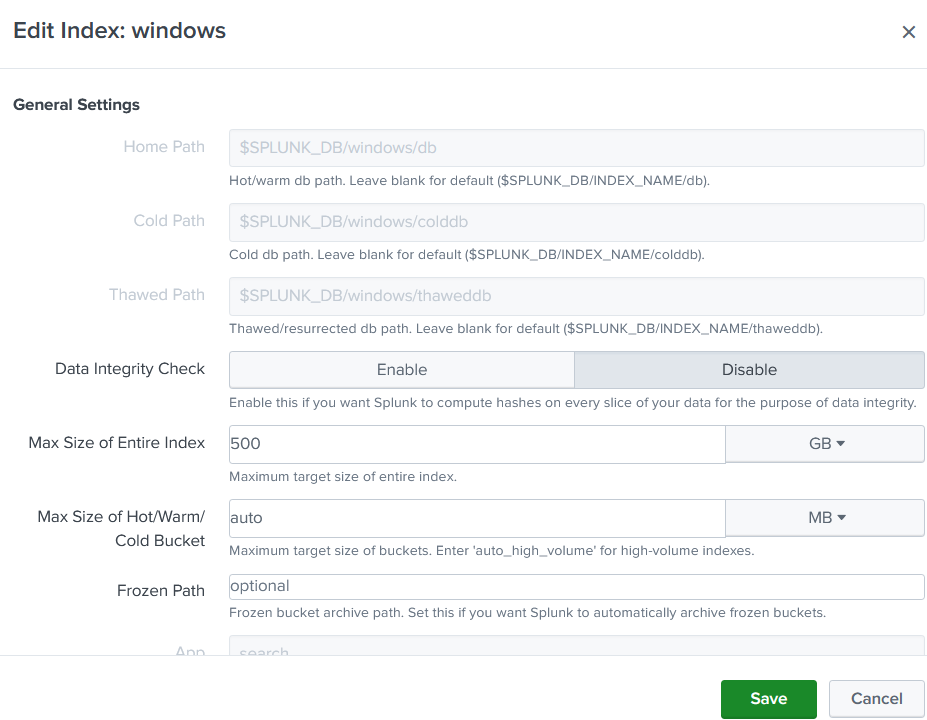 Edit Index: windows
General Settings
Home Path
$SPLUNK_DB/windows/db
Hot/warm db path. Leave blank for default ($SPLUNK_DB/INDEX_NAME/db).
Cold Path
$SPLUNK_DB/windows/colddb
Cold db path. Leave blank for default ($SPLUNK_DB/INDEX_NAME/colddb).
Thawed Path
$SPLUNK_DB/windows/thaweddb
Thawed/resurrected db path. Leave blank for default ($SPLUNK_DB/INDEX_NAME/thaweddb).
Data Integrity Check
Enable
Disable
Enable this if you want Splunk to compute hashes on every slice of your data for the purpose of data integrity.
Max Size of Entire Index
500
GB
Maximum target size of entire index.
Max Size of Hot/Warm/
Cold Bucket
auto
MB
Maximum target size of buckets. Enter 'auto_high_volume' for high-volume indexes.
Frozen Path
optional
Frozen bucket archive path. Set this if you want Splunk to automatically archive frozen buckets.
App
search
Save
Cancel